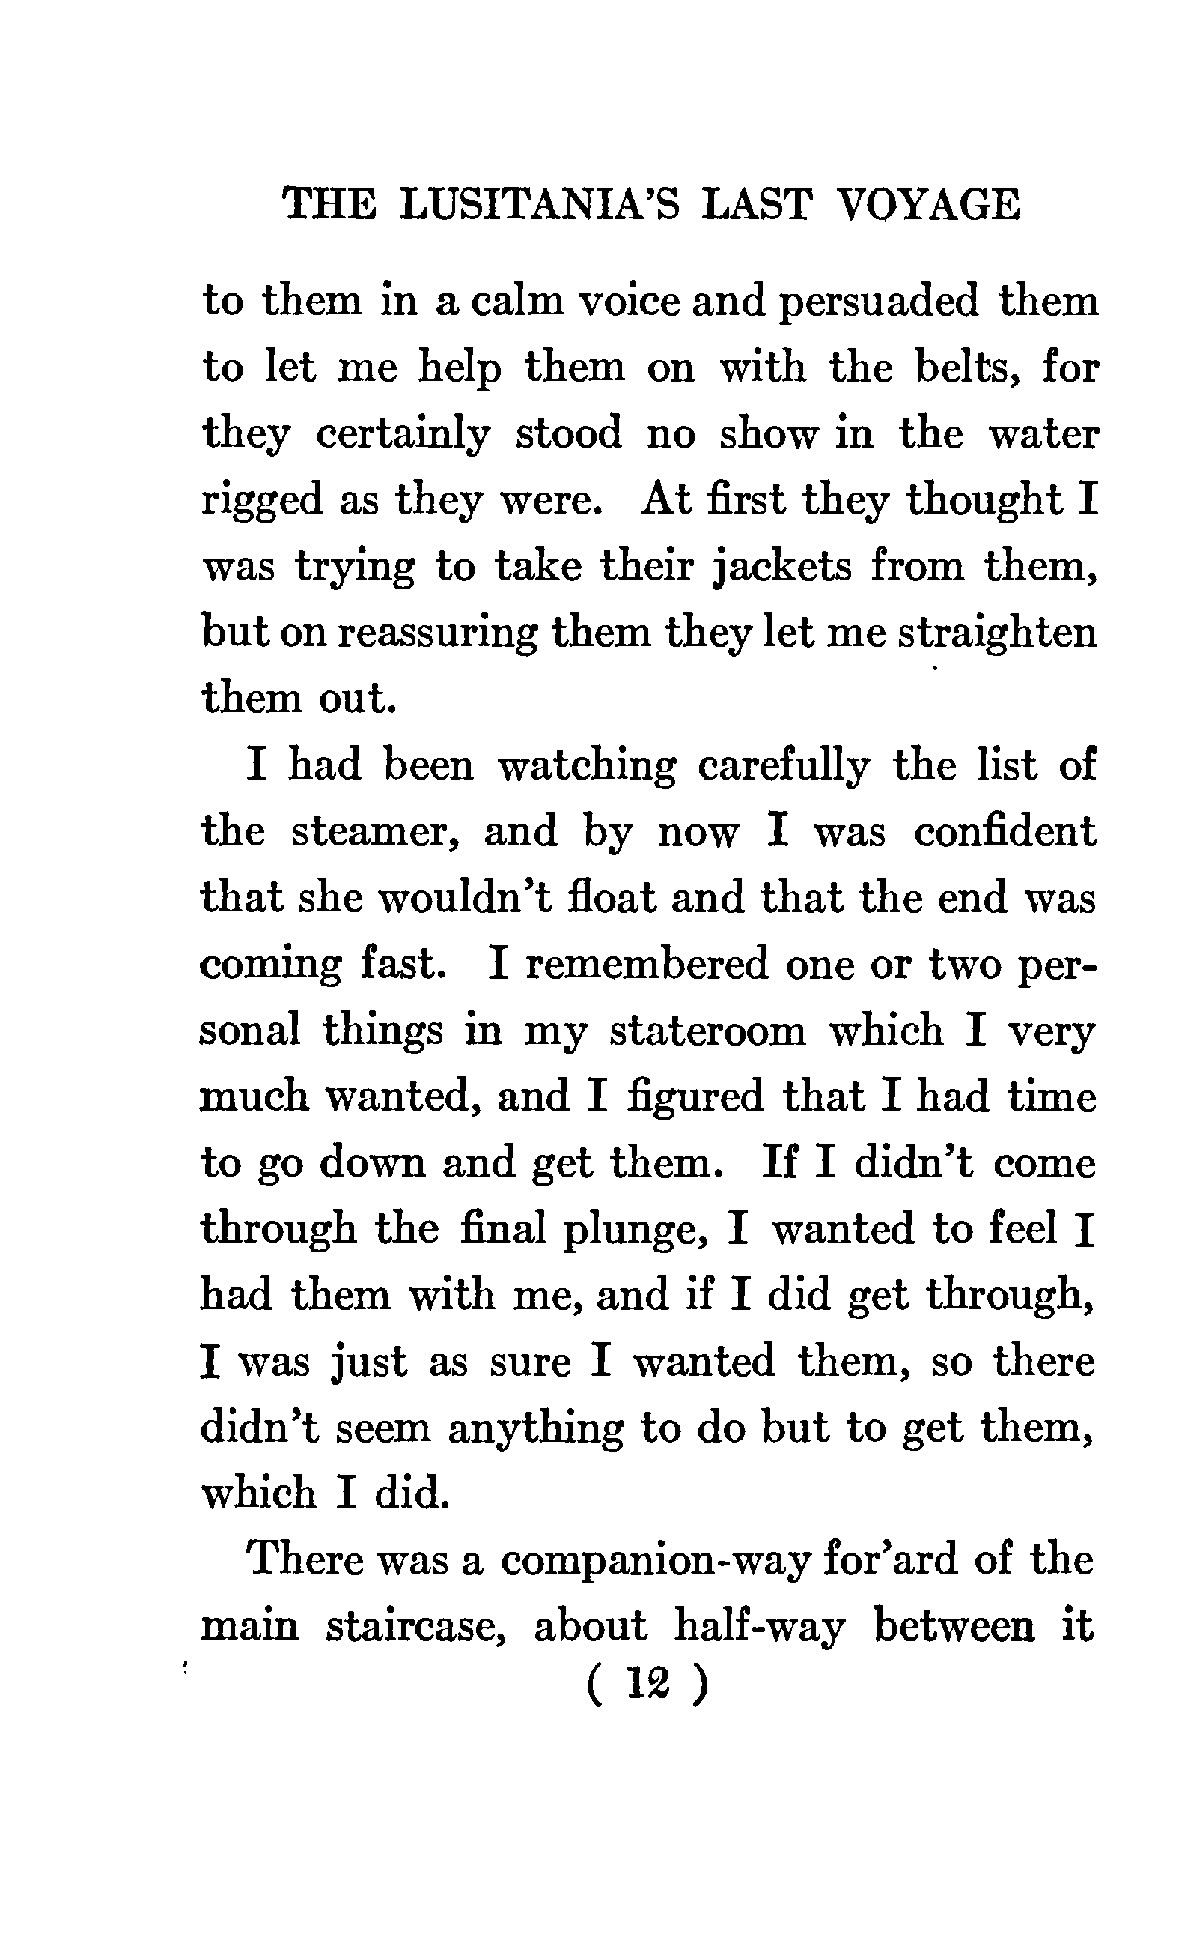 THE LUSITANIA'S LAST VOYAGE
to them in a calm voice and persuaded them
to let me help them on with the belts, for
they certainly stood no show in the water
rigged as they were. At first they thought I
was trying to take their jackets from them,
but on reassuring them they let me straighten
them out.
I had been watching carefully the list of
the steamer, and by now I was confident
that she wouldn't float and that the end was
coming fast. I remembered one or two per-
sonal things in my stateroom which I very
much wanted, and I figured that I had time
to go down and get them. If I didn't come
through the final plunge, I wanted to feel I
had them with me, and if I did get through,
I was just as sure I wanted them, so there
didn't seem anything to do but to get them,
which I did.
There was a companion-way for'ard of the
main staircase, about half-way between it
( 12 )